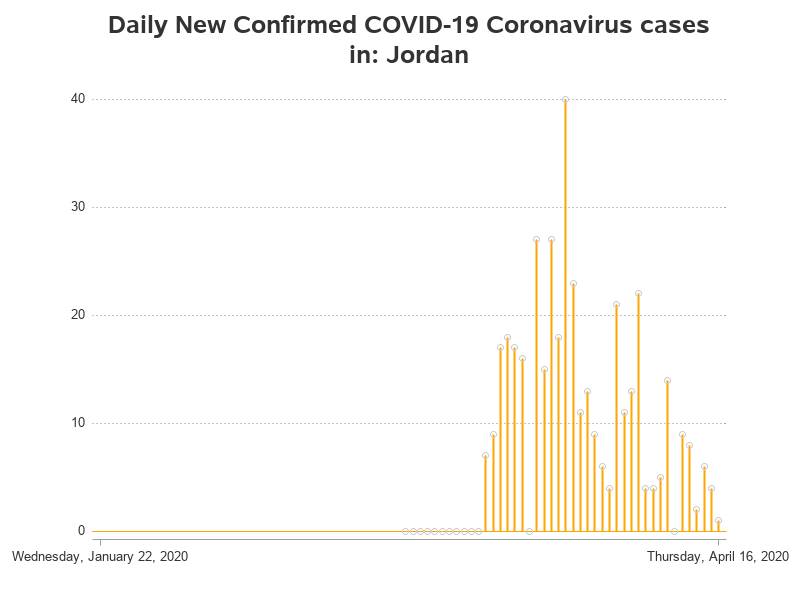 Daily New Confirmed COVID-19 Coronavirus cases
in: Jordan
40
30
20
10
0
Wednesday, January 22, 2020
Thursday, April 16, 2020